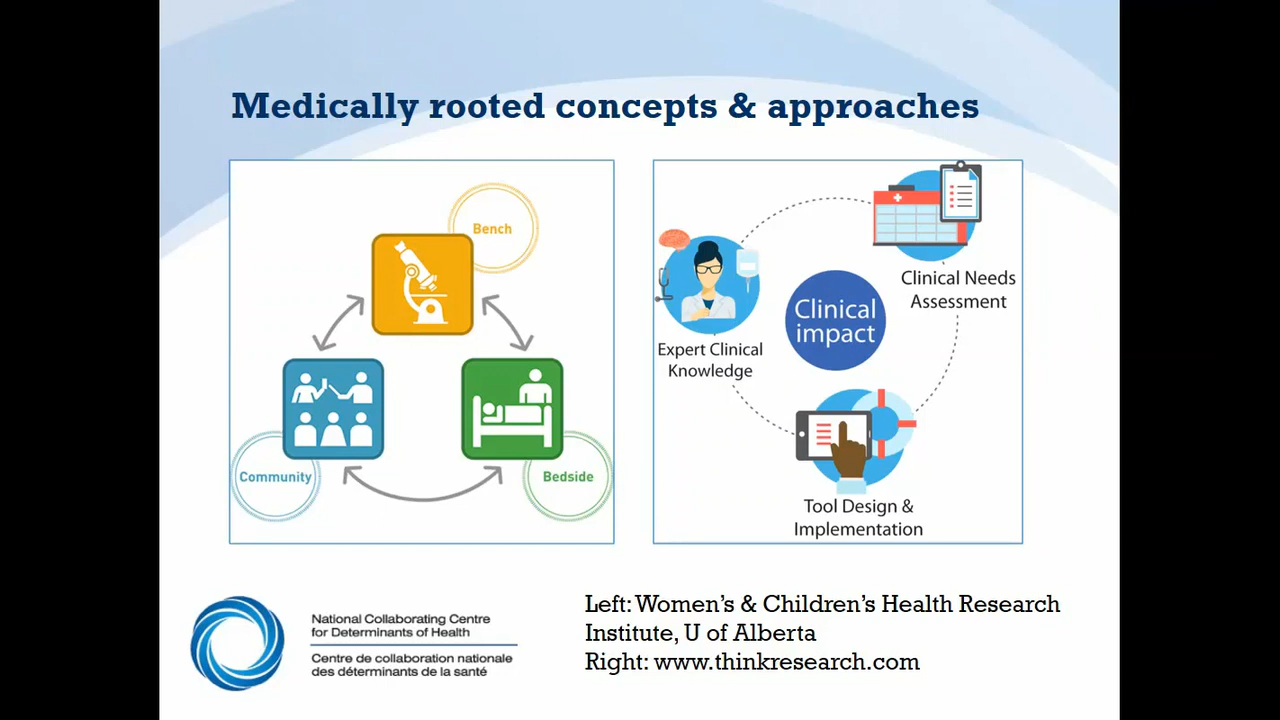 Medically rooted concepts & approaches
Bench
Community
Bedside
Clinical Needs
Assessment
Clinical
impact
Expert Clinical
Knowledge
Tool Design &
Implementation
National Collaborating Centre
for Determinants of Health
Centre de collaboration nationale
des déterminants de la santé
Left: Women’s & Children’s Health Research
Institute, U of Alberta
Right: www.thinkresearch.com